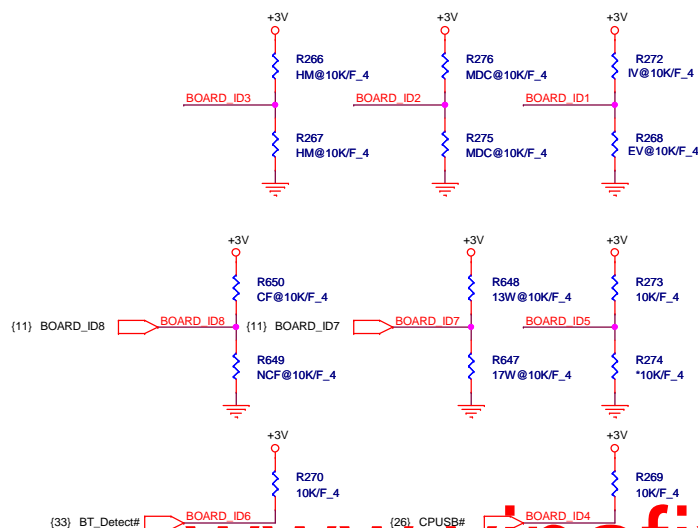 +3V +3V +3V
R266 R276 R272
HM@10K/F_4 MDC@10K/F_4 IV@10K/F_4
BOARD_ID3 BOARD_ID2 BOARD_ID1
R267 R275 R268
HM@10K/F_4 MDC@10K/F_4 EV@10K/F_4
+3V +3V +3V
R650 R648 R273
CF@10K/F_4 13W@10K/F_4 10K/F_4
{11} BOARD_ID8 BOARD_ID8 {11} BOARD_ID7 BOARD_ID7 BOARD_ID5
R649 R647 R274
NCF@10K/F_4 17W@10K/F_4 *10K/F_4
+3V +3V
R270 R269
10K/F_4 10K/F_4
{33} BT_Detect# BOARD_ID6 {26} CPUSB# BOARD_ID4